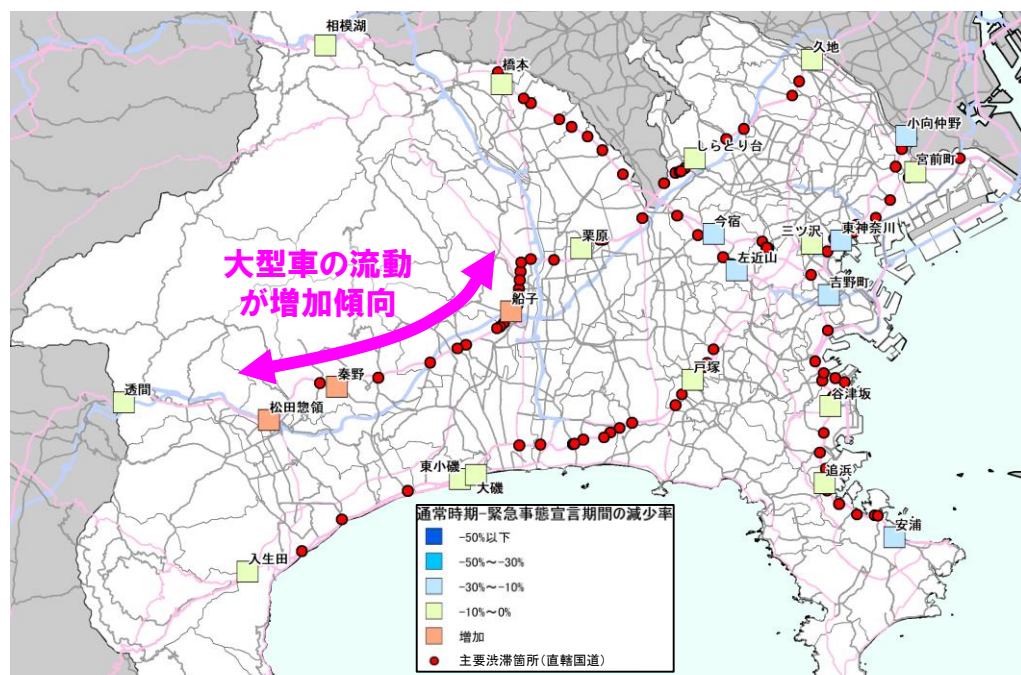 相模湖
橋本
久地
小向仲野
宮前町
しらとり台
今宿
三ツ沢
東神奈川
栗原
左近山
吉野町
大型車の流動
が増加傾向
船子
戸塚
秦野
透間
松田惣領
谷津坂
東小磯
大磯
追浜
安浦
入生田
通常時期-緊急事態宣言期間の減少率
-50%以下
-50%～-30%
-30%～-10%
-10%～0%
増加
主要渋滞箇所(直轄国道)